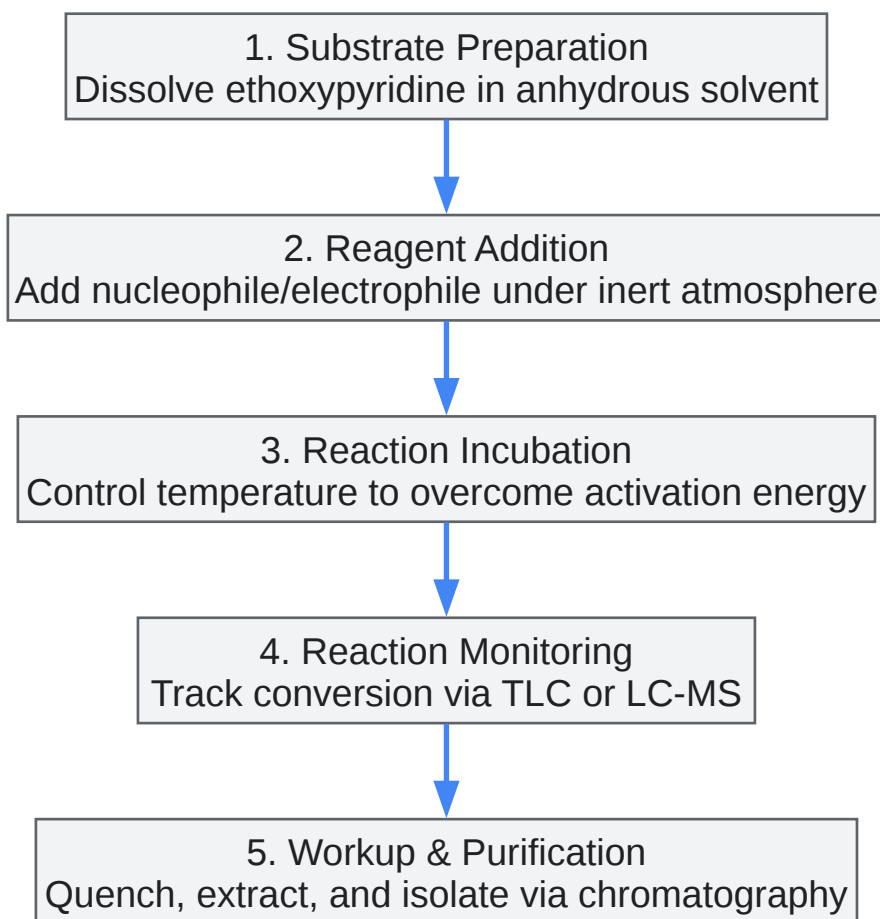 1. Substrate Preparation
Dissolve ethoxypyridine in anhydrous solvent
2. Reagent Addition
Add nucleophile/electrophile under inert atmosphere
3. Reaction Incubation
Control temperature to overcome activation energy
4. Reaction Monitoring
Track conversion via TLC or LC-MS
5. Workup & Purification
Quench, extract, and isolate via chromatography